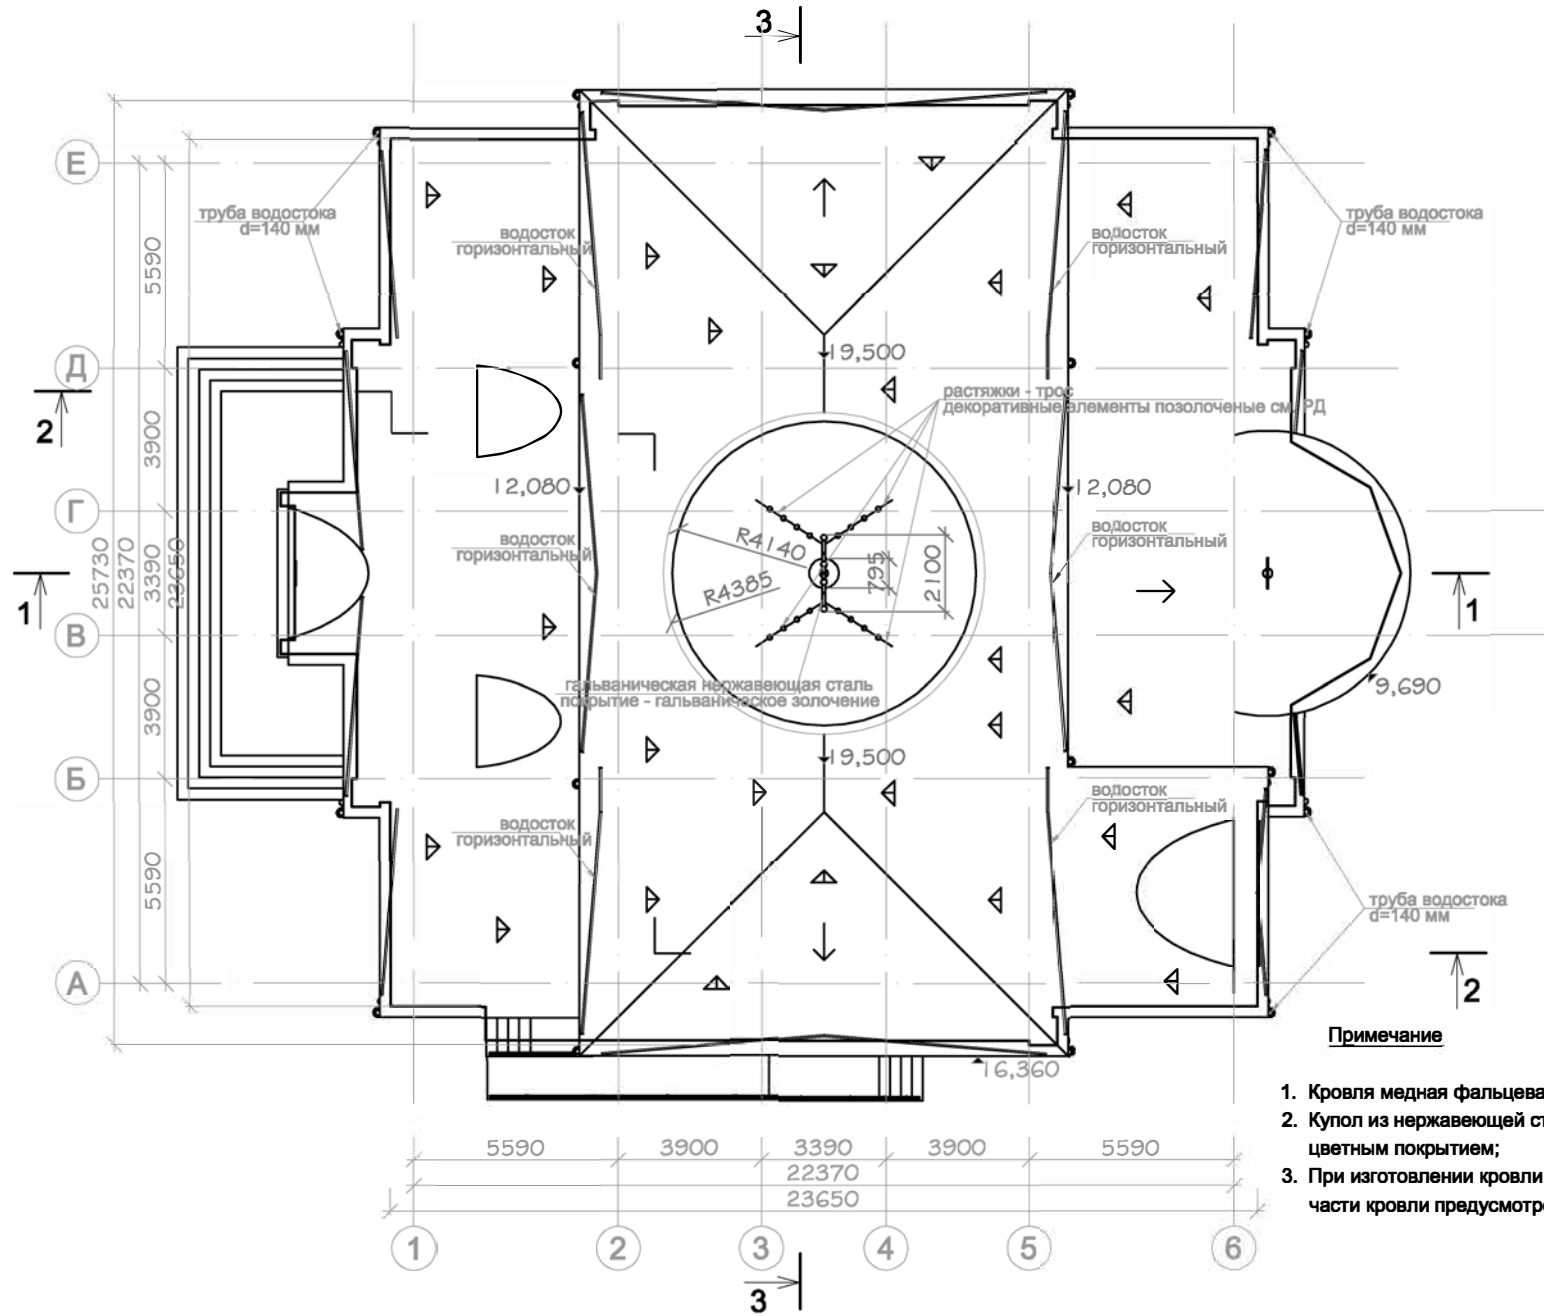 3
Е
труба водостока
d=140 мм
водосток
горизонтальный
водосток
горизонтальный
труба водостока
d=140 мм
5590
Д
19,500
растяжки - трос
декоративные элементы позолоченые см. РД
2
3900
12,080
12,080
Г
водосток
горизонтальный
водосток
горизонтальный
R4140
R4385
795
2100
25730
22370
3390
23650
1
1
В
гальваническая нержавеющая сталь
покрытие - гальваническое золочение
9,690
3900
19,500
Б
водосток
горизонтальный
водосток
горизонтальный
5590
труба водостока
d=140 мм
А
2
16,360
Примечание
1. Кровля медная фальцева
2. Купол из нержавеющей ст
цветным покрытием;
3. При изготовлении кровли
части кровли предусмотр
5590 3900 3390 3900 5590
22370
23650
1 2 3 4 5 6
3